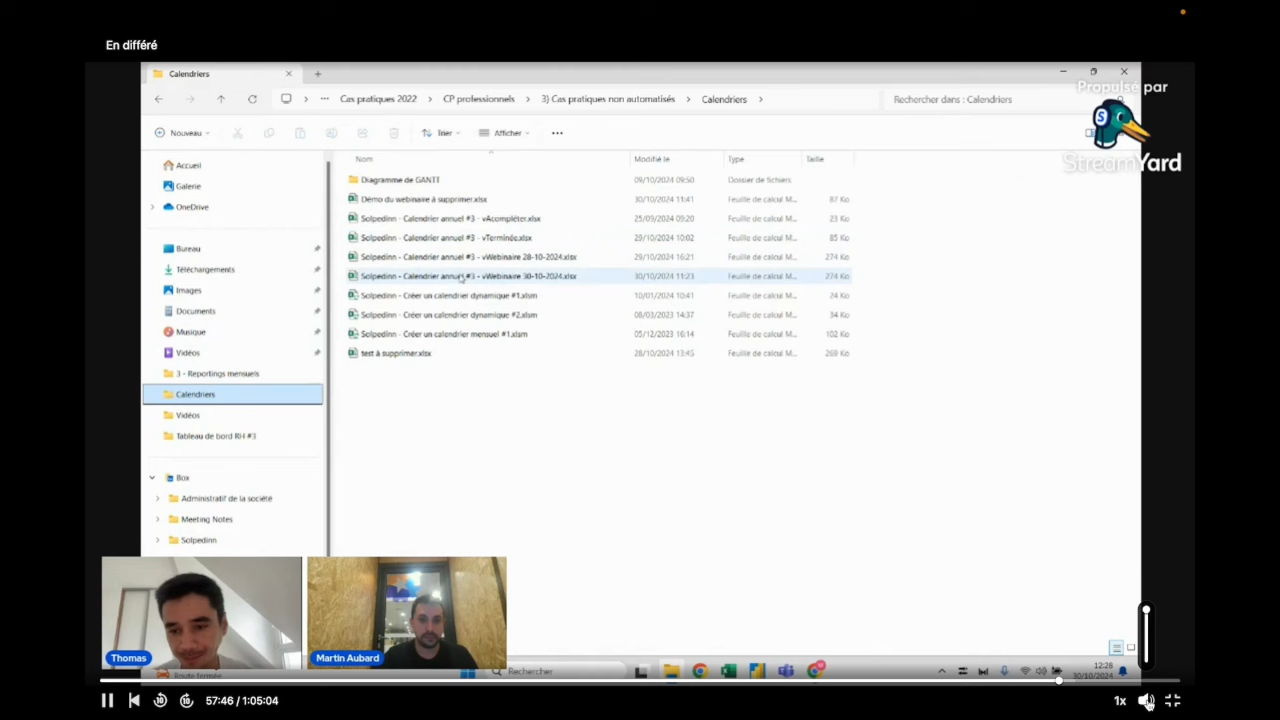 En différé
Calendriers
Propulsé par
StreamYard
Cas pratiques 2022 > CP professionnels > 3) Cas pratiques non automatisés > Calendriers >
Rechercher dans : Calendriers
Nouveau
Trier
Afficher
Nom Modifié le Type Taille
Diagramme de GANTT 09/10/2024 09:50 Dossier de fichiers
Démo du webinaire à supprimer.xlsx 30/10/2024 11:41 Feuille de calcul M... 87 Ko
Solpedinn - Calendrier annuel #3 - vAcompléter.xlsx 25/09/2024 09:20 Feuille de calcul M... 23 Ko
Solpedinn - Calendrier annuel #3 - vTerminée.xlsx 29/10/2024 10:02 Feuille de calcul M... 85 Ko
Solpedinn - Calendrier annuel #3 - vWebinaire 28-10-2024.xlsx 29/10/2024 16:21 Feuille de calcul M... 274 Ko
Solpedinn - Calendrier annuel #3 - vWebinaire 30-10-2024.xlsx 30/10/2024 11:23 Feuille de calcul M... 274 Ko
Solpedinn - Créer un calendrier dynamique #1.xlsm 10/01/2024 10:41 Feuille de calcul M... 24 Ko
Solpedinn - Créer un calendrier dynamique #2.xlsm 08/03/2023 14:37 Feuille de calcul M... 34 Ko
Solpedinn - Créer un calendrier mensuel #1.xlsm 05/12/2023 16:14 Feuille de calcul M... 102 Ko
test à supprimer.xlsx 28/10/2024 13:45 Feuille de calcul M... 269 Ko
Accueil
Galerie
OneDrive
Bureau
Téléchargements
Images
Documents
Musique
Vidéos
3 - Reportings mensuels
Calendriers
Vidéos
Tableau de bord RH #3
Box
Administratif de la société
Meeting Notes
Solpedinn
Thomas
Martin Aubard
Route fermée
Rechercher
12:28
30/10/2024
57:46 / 1:05:04
1x